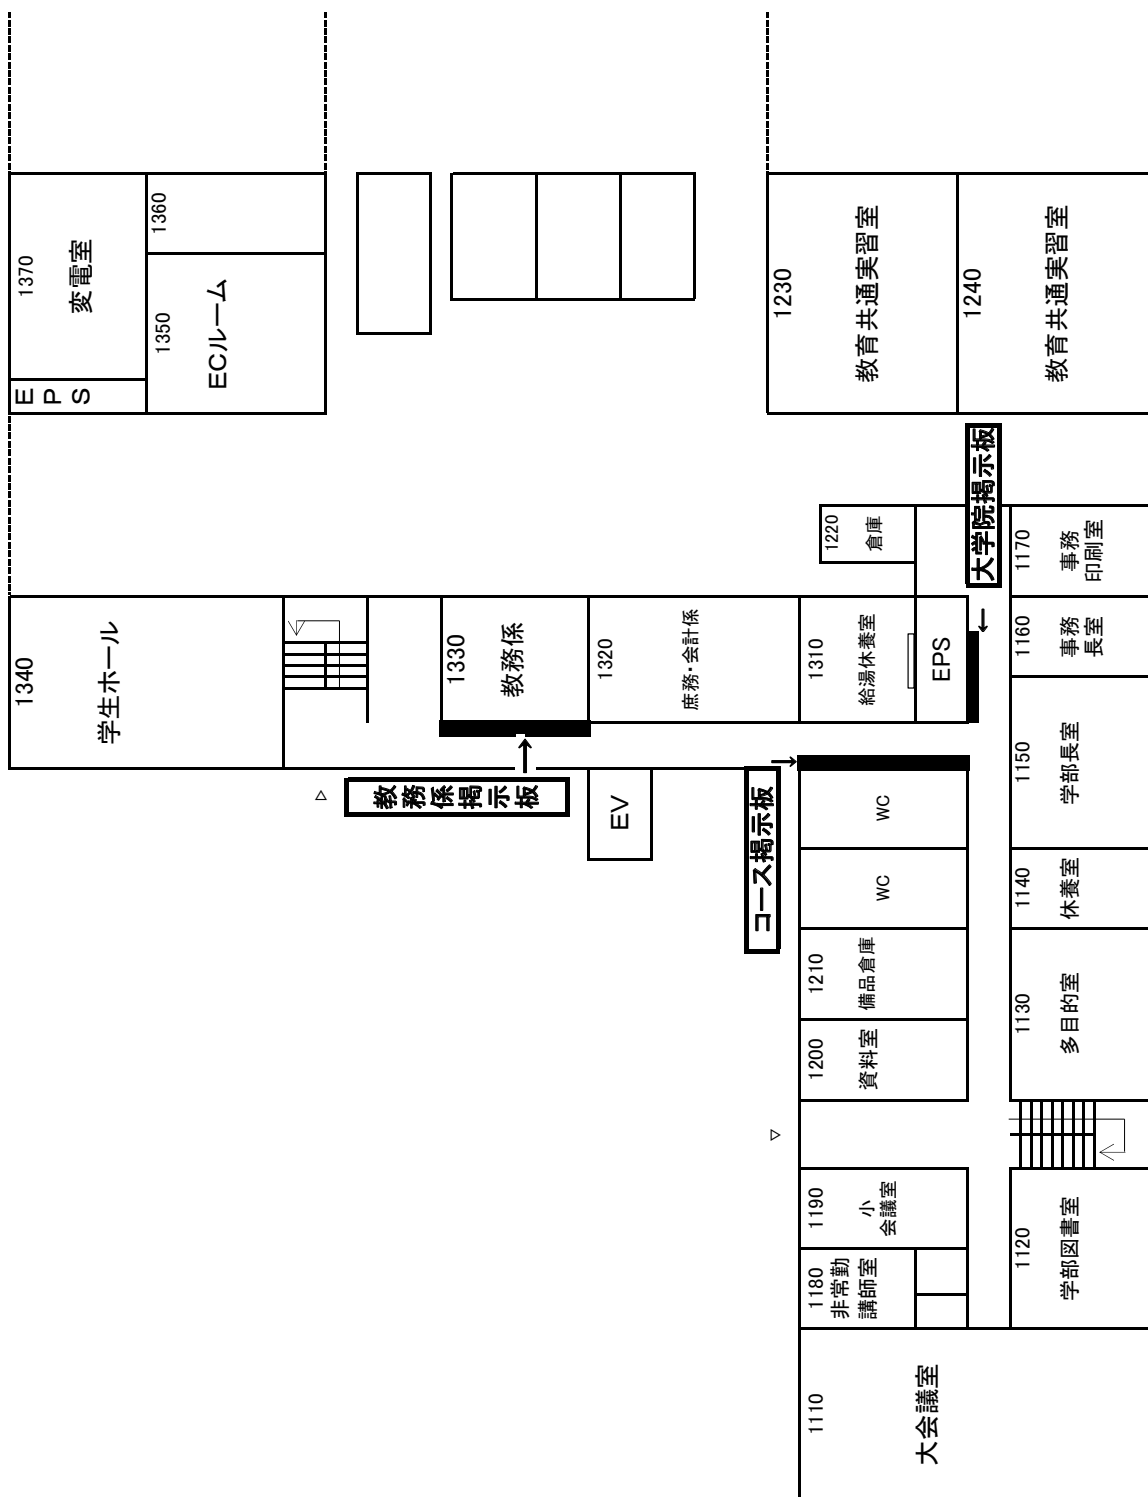 1370
変電室
EPS
1360
1350
ECルーム
1340
学生ホール
1330
教務係
教務係掲示板
1320
庶務・会計係
EV
1310
給湯休養室
EPS
コース掲示板
1230
教育共通実習室
1240
教育共通実習室
1220
倉庫
大学院掲示板
1170
事務
印刷室
1160
事務
長室
1150
学部長室
1140
休養室
1130
多目的室
WC
WC
1210
備品倉庫
1200
資料室
1190
小
会議室
1180
非常勤
講師室
1120
学部図書室
1110
大会議室